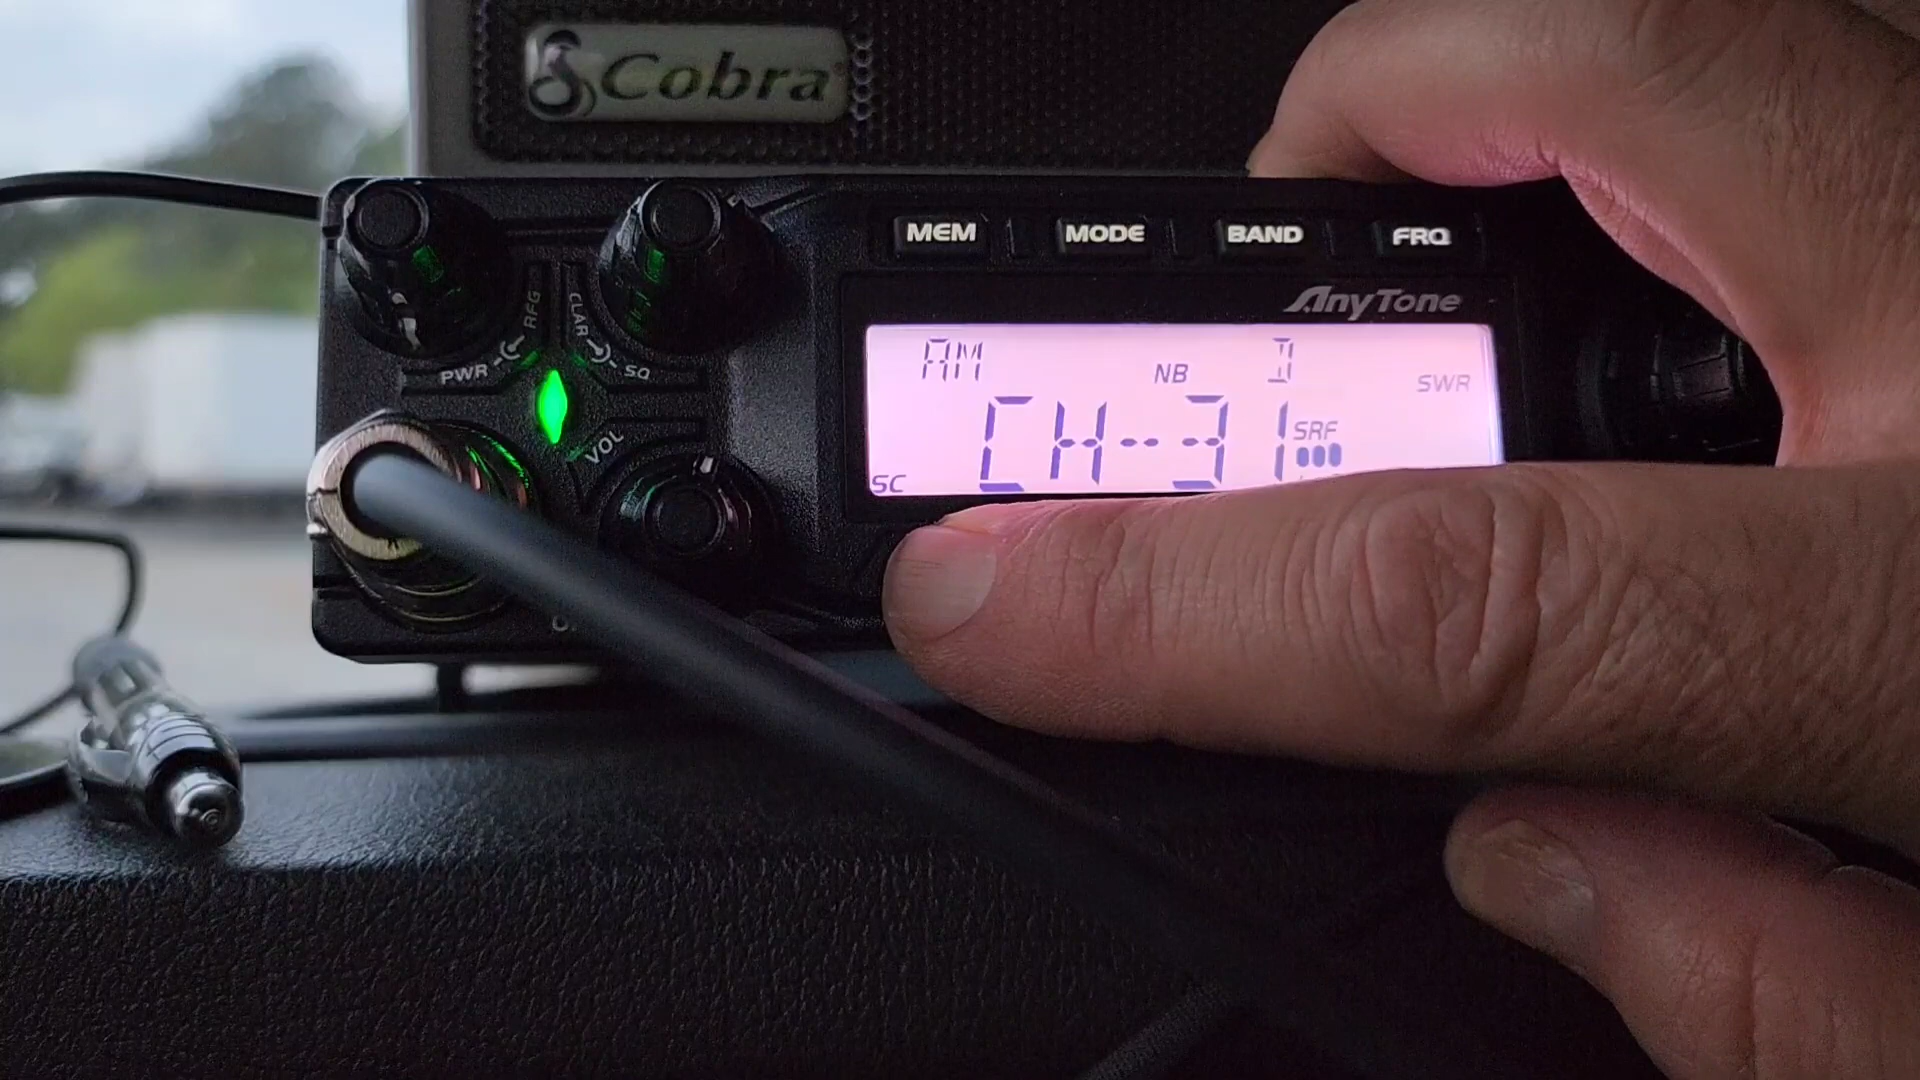 Cobra
MEM MODE BAND FRQ
AnyTone
RFG
CLAR
PWR
SQ
VOL
AM NB D SWR
CH--31 SRF
SC